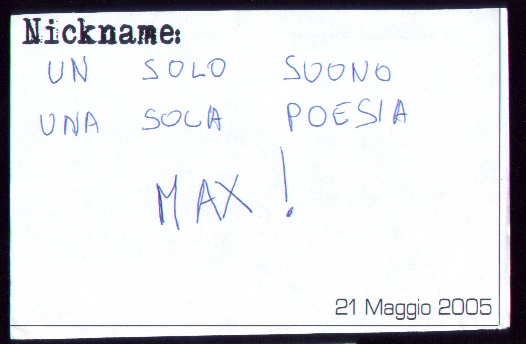 Nickname:
UN SOLO SUONO
UNA SOLA POESIA
MAX!
21 Maggio 2005